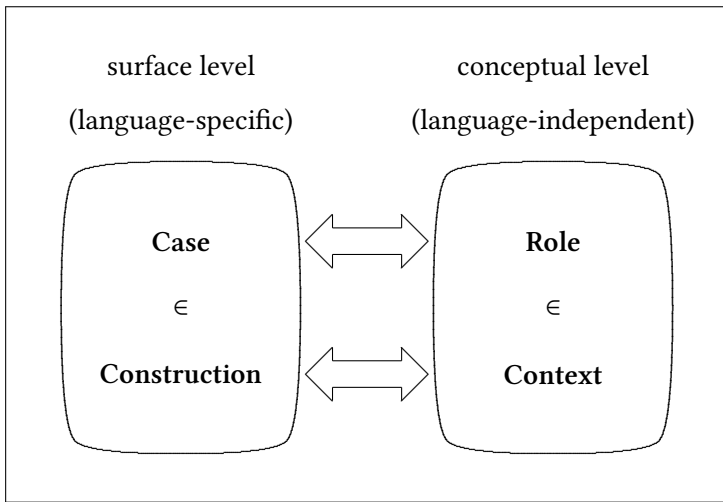 surface level
(language-specific)
Case
∈
Construction
conceptual level
(language-independent)
Role
∈
Context